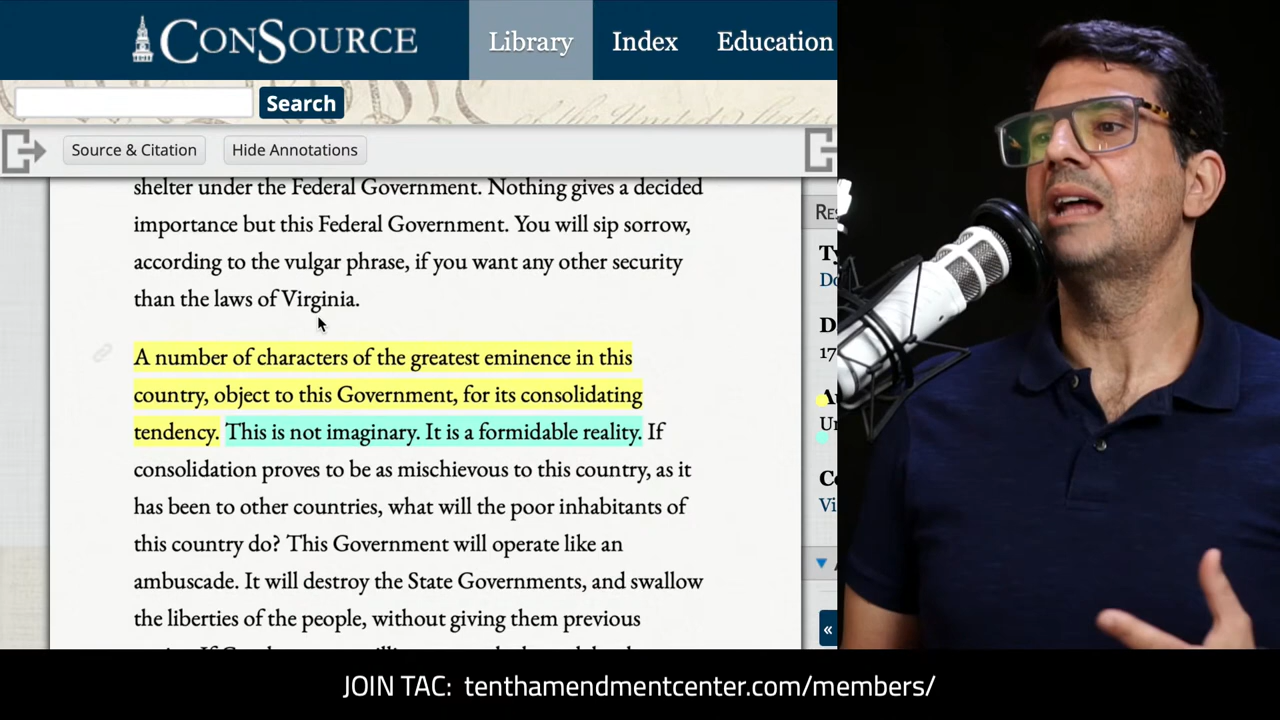 CONSOURCE
Library Index Education
Search
Source & Citation Hide Annotations
shelter under the Federal Government. Nothing gives a decided
importance but this Federal Government. You will sip sorrow,
according to the vulgar phrase, if you want any other security
than the laws of Virginia.
A number of characters of the greatest eminence in this
country, object to this Government, for its consolidating
tendency. This is not imaginary. It is a formidable reality. If
consolidation proves to be as mischievous to this country, as it
has been to other countries, what will the poor inhabitants of
this country do? This Government will operate like an
ambuscade. It will destroy the State Governments, and swallow
the liberties of the people, without giving them previous
JOIN TAC: tenthamendmentcenter.com/members/